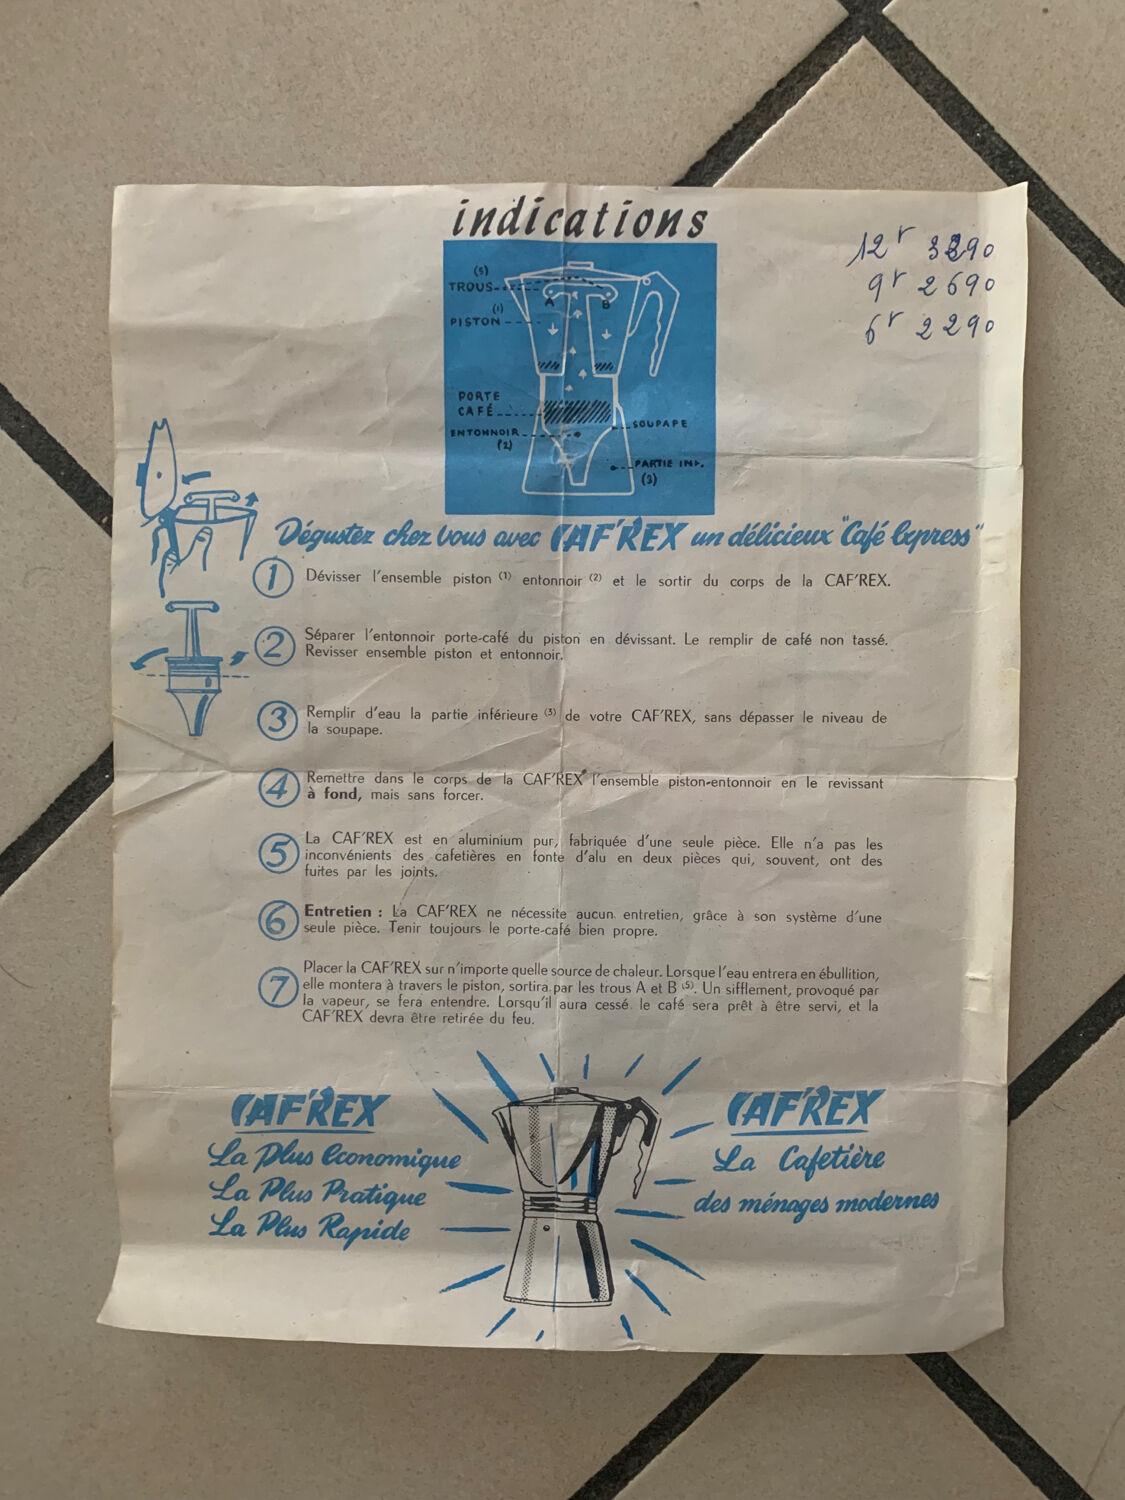 indications
12 r 3290
9 r 2690
6 r 2290
(5)
TROUS
A B
(1)
PISTON
PORTE
CAFÉ
SOUPAPE
ENTONNOIR
(2)
PARTIE INF.
(3)
Dégustez chez vous avec CAF'REX un délicieux "Café Express"
1 Dévisser l'ensemble piston (1) entonnoir (2) et le sortir du corps de la CAF'REX.
2 Séparer l'entonnoir porte-café du piston en dévissant. Le remplir de café non tassé.
Revisser ensemble piston et entonnoir.
3 Remplir d'eau la partie inférieure (3) de votre CAF'REX, sans dépasser le niveau de
la soupape.
4 Remettre dans le corps de la CAF'REX l'ensemble piston-entonnoir en le revissant
à fond, mais sans forcer.
5 La CAF'REX est en aluminium pur, fabriquée d'une seule pièce. Elle n'a pas les
inconvénients des cafetières en fonte d'alu en deux pièces qui, souvent, ont des
fuites par les joints.
6 Entretien : La CAF'REX ne nécessite aucun entretien, grâce à son système d'une
seule pièce. Tenir toujours le porte-café bien propre.
7 Placer la CAF'REX sur n'importe quelle source de chaleur. Lorsque l'eau entrera en ébullition,
elle montera à travers le piston, sortira par les trous A et B (5). Un sifflement, provoqué par
la vapeur, se fera entendre. Lorsqu'il aura cessé le café sera prêt à être servi, et la
CAF'REX devra être retirée du feu.
CAF'REX
La Plus Economique
La Plus Pratique
La Plus Rapide
CAF'REX
La Cafetière
des ménages modernes